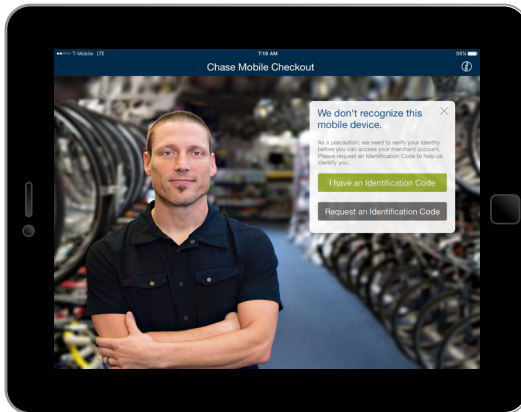 T-Mobile LTE 7:19 AM 98%
Chase Mobile Checkout
We don't recognize this
mobile device.
As a precaution, we need to verify your identity
before you can access your merchant account.
Please request an Identification Code to help us
identify you.
I have an Identification Code
Request an Identification Code